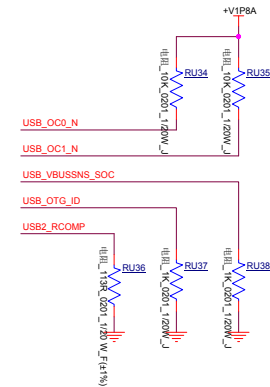 +V1P8A
电阻_10K_0201_1/20W_J
RU34
电阻_10K_0201_1/20W_J
RU35
USB_OC0_N
USB_OC1_N
USB_VBUSSNS_SOC
USB_OTG_ID
USB2_RCOMP
电阻_113R_0201_1/20 W_F(±1%)
RU36
电阻_1K_0201_1/20W_J
RU37
电阻_1K_0201_1/20W_J
RU38